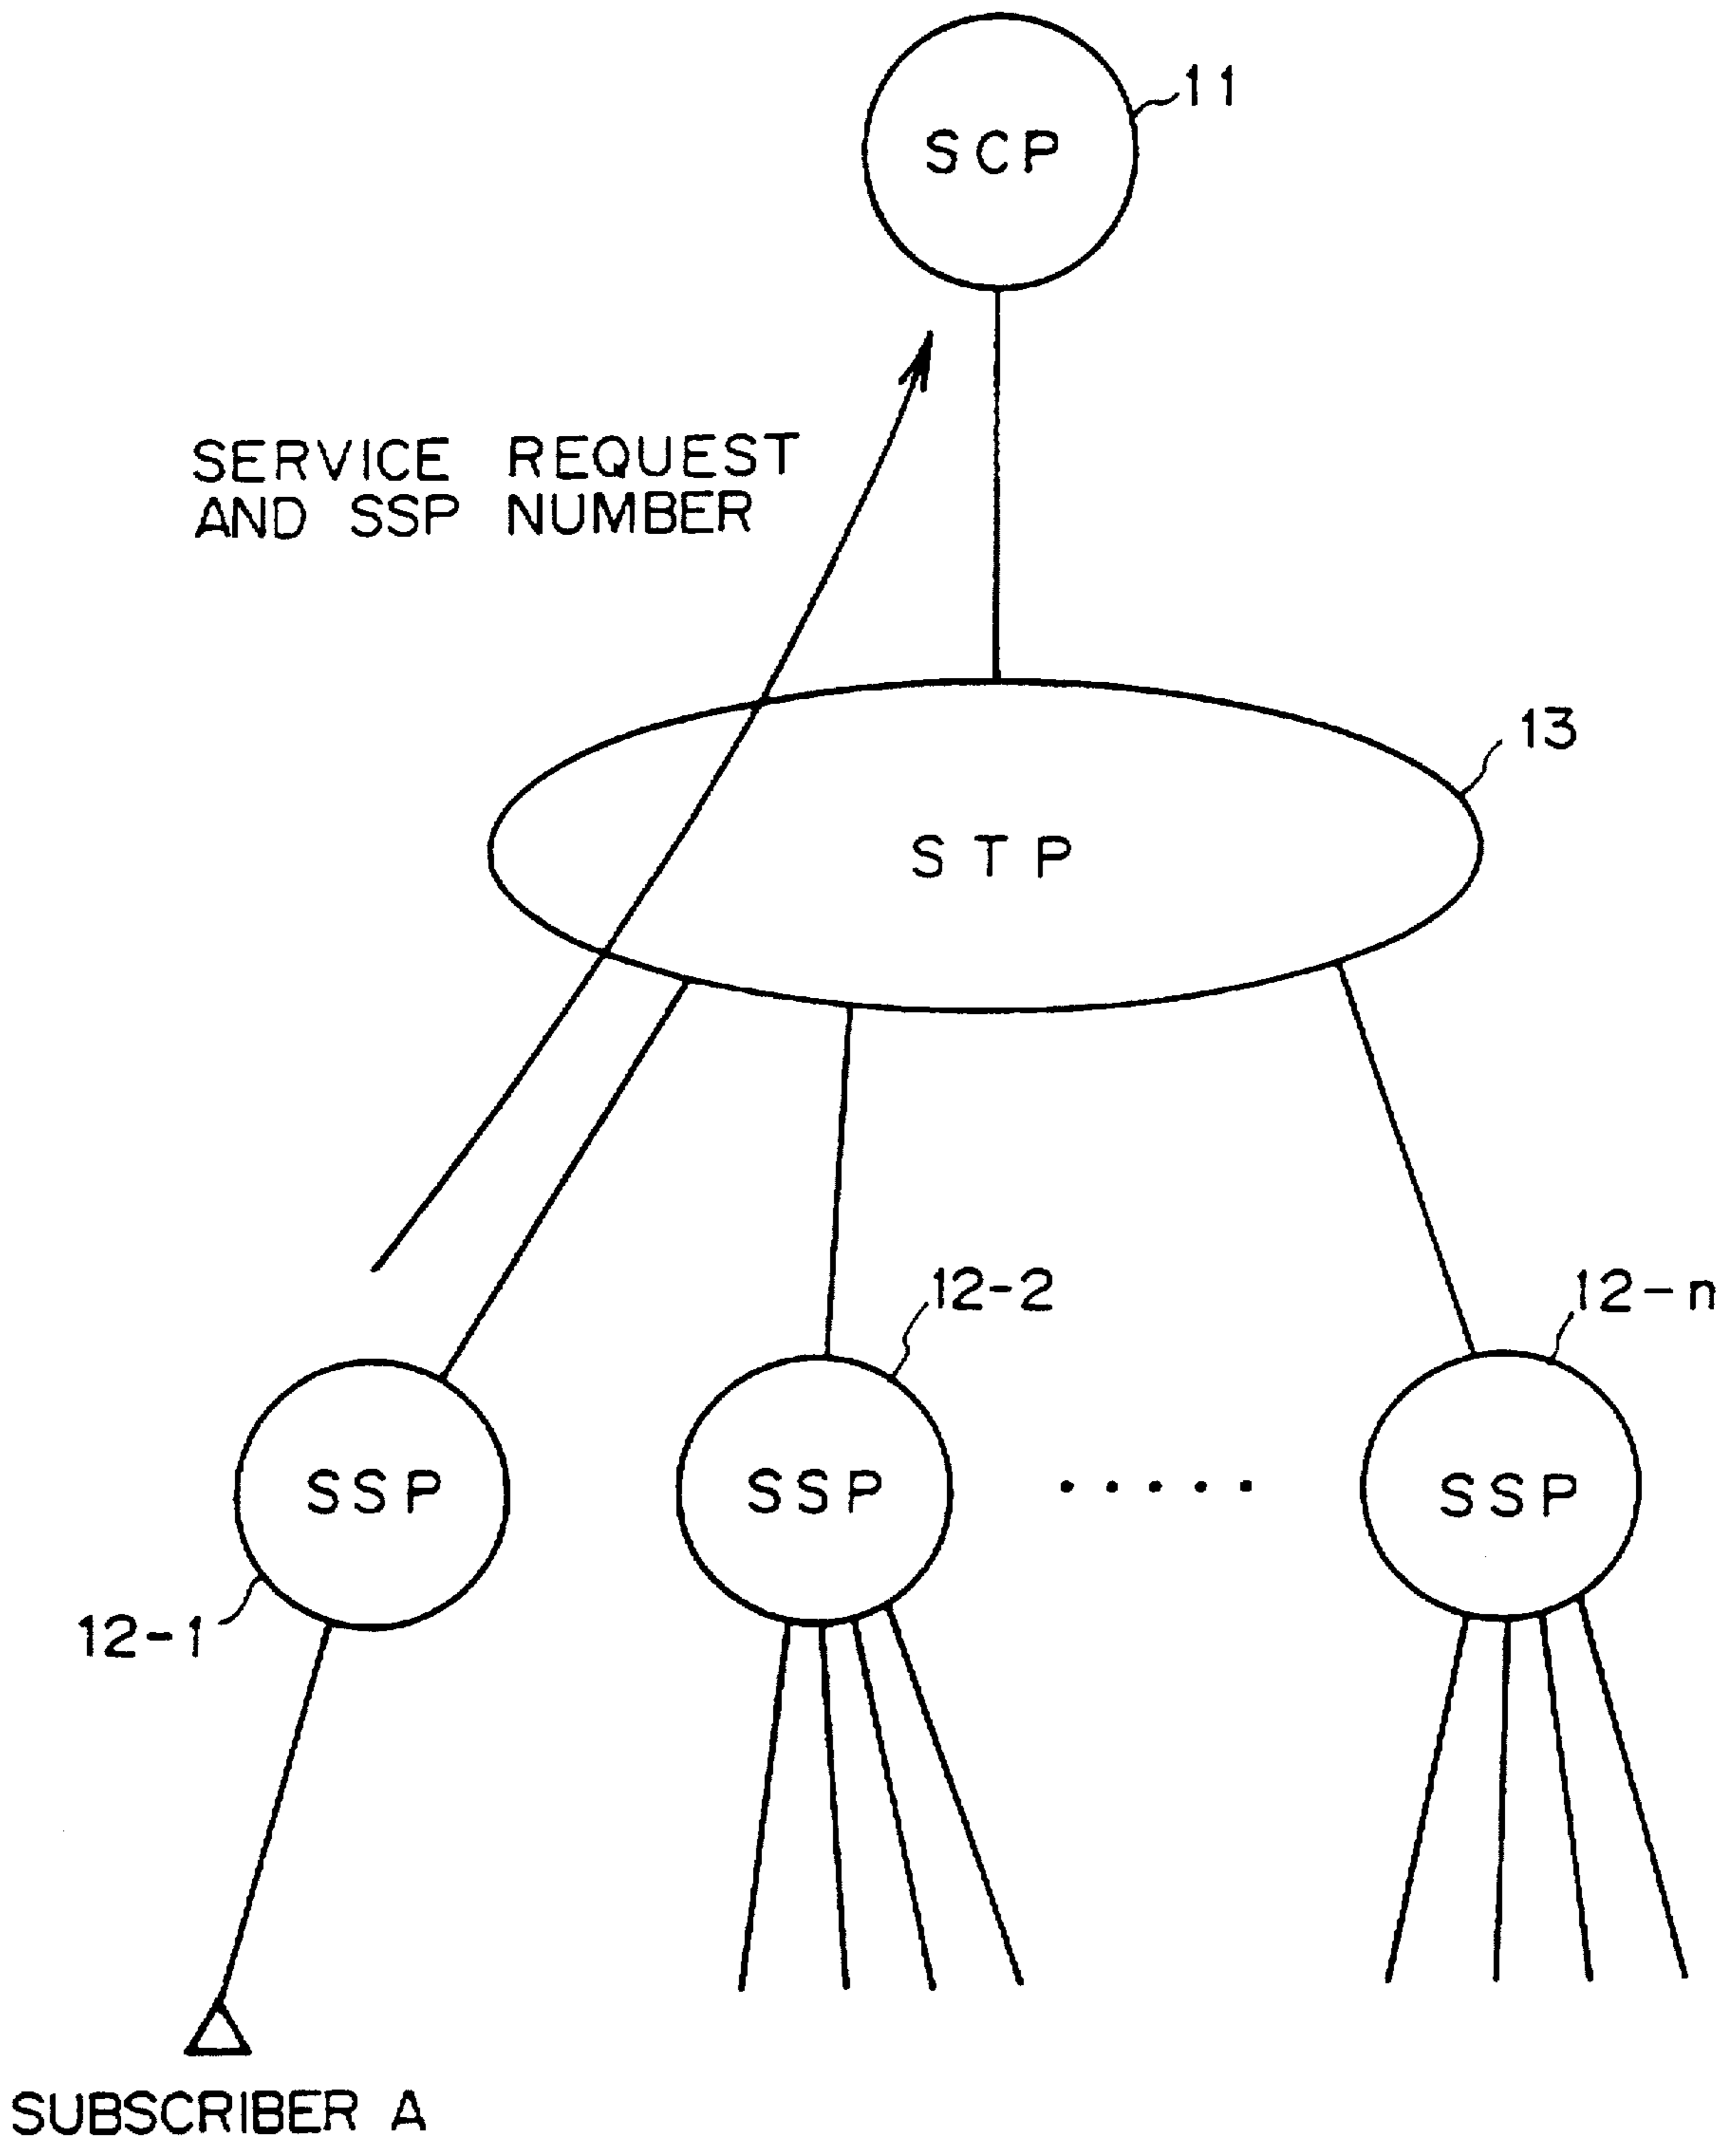 11
SCP
SERVICE REQUEST
AND SSP NUMBER
13
STP
12-2
12-n
SSP
SSP
.....
SSP
12-1
SUBSCRIBER A